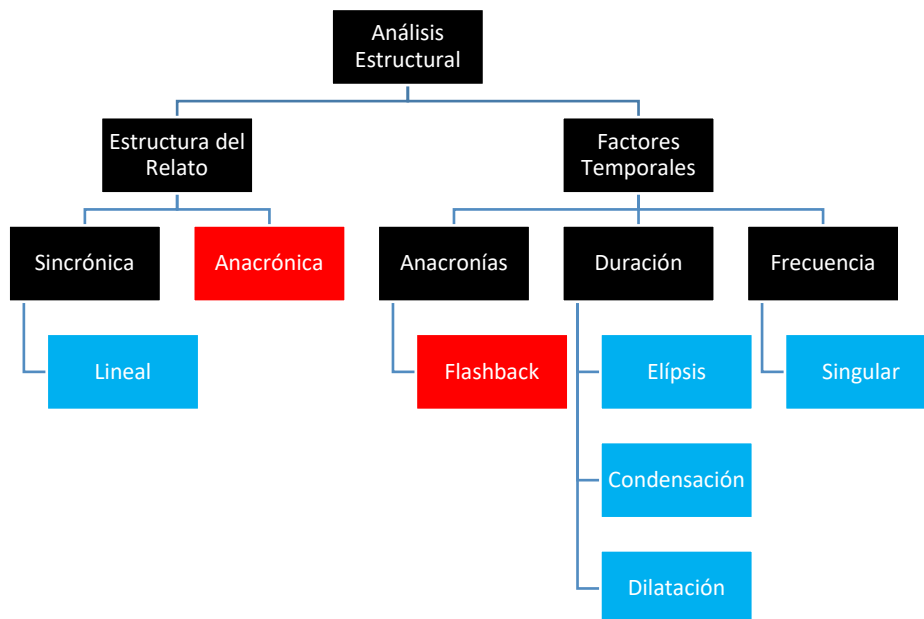 Análisis
Estructural
Estructura del
Relato
Factores
Temporales
Sincrónica
Anacrónica
Anacronías
Duración
Frecuencia
Lineal
Flashback
Elípsis
Singular
Condensación
Dilatación